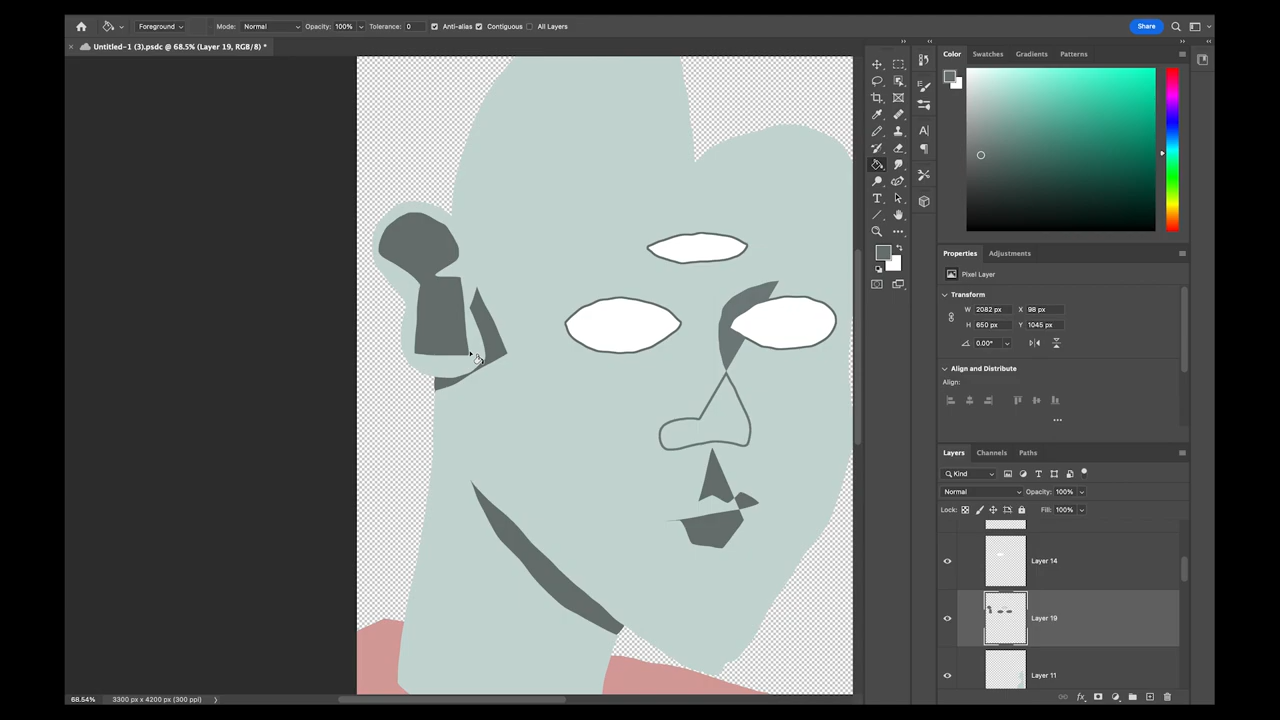 Foreground Mode: Normal Opacity: 100% Tolerance: 0 Anti-alias Contiguous All Layers Share
× Untitled-1 (3).psdc @ 68.5% (Layer 19, RGB/8) *
Color Swatches Gradients Patterns
Properties Adjustments
Pixel Layer
Transform
W 2082 px X 98 px
H 650 px Y 1045 px
0.00°
Align and Distribute
Align:
Layers Channels Paths
Kind
Normal Opacity: 100%
Lock: Fill: 100%
Layer 14
Layer 19
Layer 11
68.54% 3300 px x 4200 px (300 ppi)